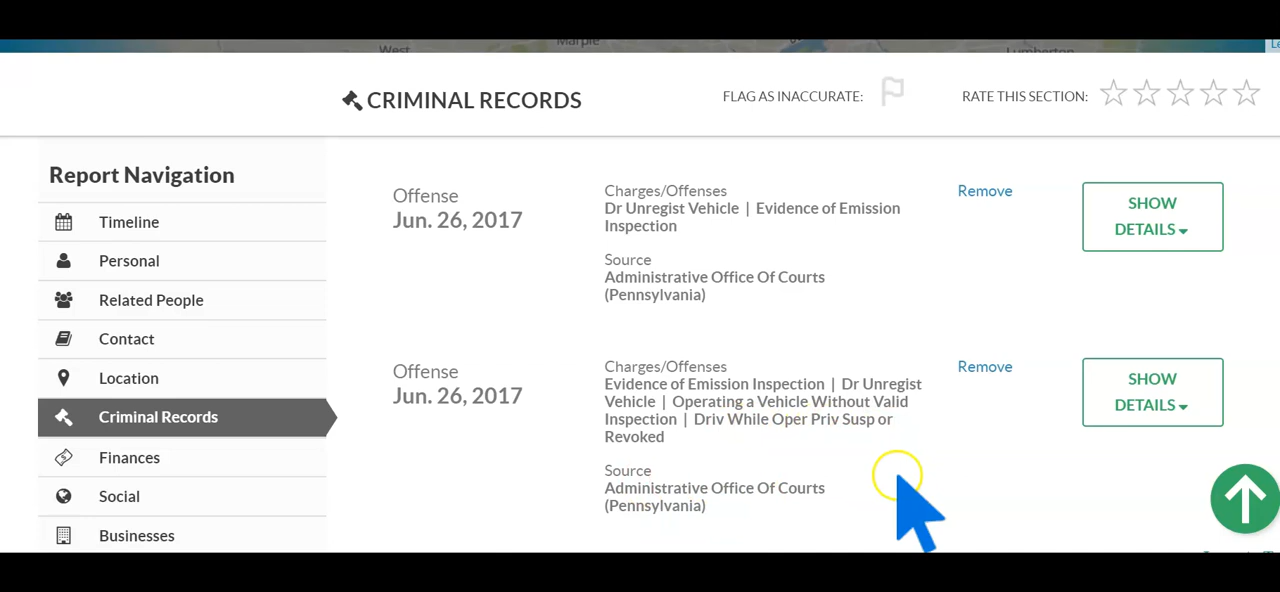 West
Marple
Lumberton
CRIMINAL RECORDS
FLAG AS INACCURATE:
RATE THIS SECTION:
Report Navigation
Timeline
Personal
Related People
Contact
Location
Criminal Records
Finances
Social
Businesses
Offense
Jun. 26, 2017
Charges/Offenses
Dr Unregist Vehicle | Evidence of Emission
Inspection
Source
Administrative Office Of Courts
(Pennsylvania)
Remove
SHOW
DETAILS
Offense
Jun. 26, 2017
Charges/Offenses
Evidence of Emission Inspection | Dr Unregist
Vehicle | Operating a Vehicle Without Valid
Inspection | Driv While Oper Priv Susp or
Revoked
Source
Administrative Office Of Courts
(Pennsylvania)
Remove
SHOW
DETAILS